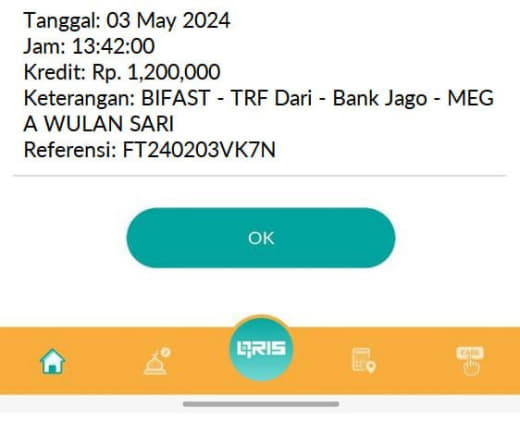 Tanggal: 03 May 2024
Jam: 13:42:00
Kredit: Rp. 1,200,000
Keterangan: BIFAST - TRF Dari - Bank Jago - MEG
A WULAN SARI
Referensi: FT240203VK7N
OK
QRIS